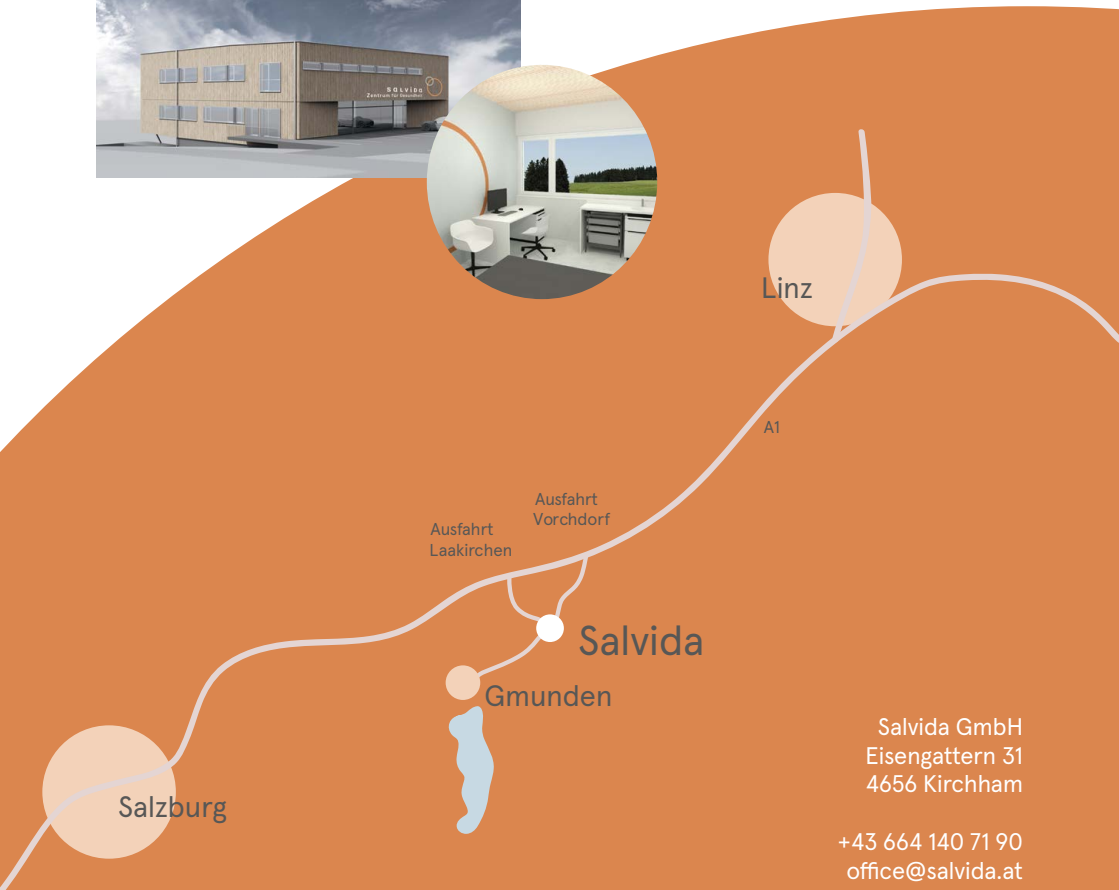 SALVIDA
Zentrum für Gesundheit
Linz
A1
Ausfahrt
Vorchdorf
Ausfahrt
Laakirchen
Salvida
Gmunden
Salzburg
Salvida GmbH
Eisengattern 31
4656 Kirchham
+43 664 140 71 90
office@salvida.at